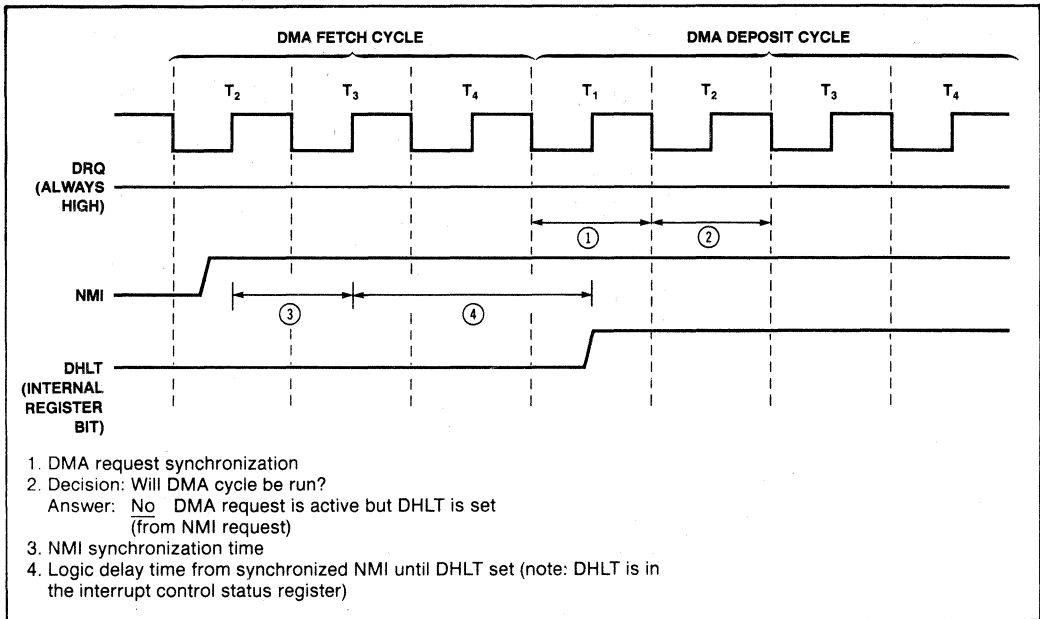 DMA FETCH CYCLE DMA DEPOSIT CYCLE
T2 T3 T4 T1 T2 T3 T4
DRQ
(ALWAYS
HIGH)
1 2
NMI
3 4
DHLT
(INTERNAL
REGISTER
BIT)
1. DMA request synchronization
2. Decision: Will DMA cycle be run?
Answer: No DMA request is active but DHLT is set
(from NMI request)
3. NMI synchronization time
4. Logic delay time from synchronized NMI until DHLT set (note: DHLT is in
the interrupt control status register)